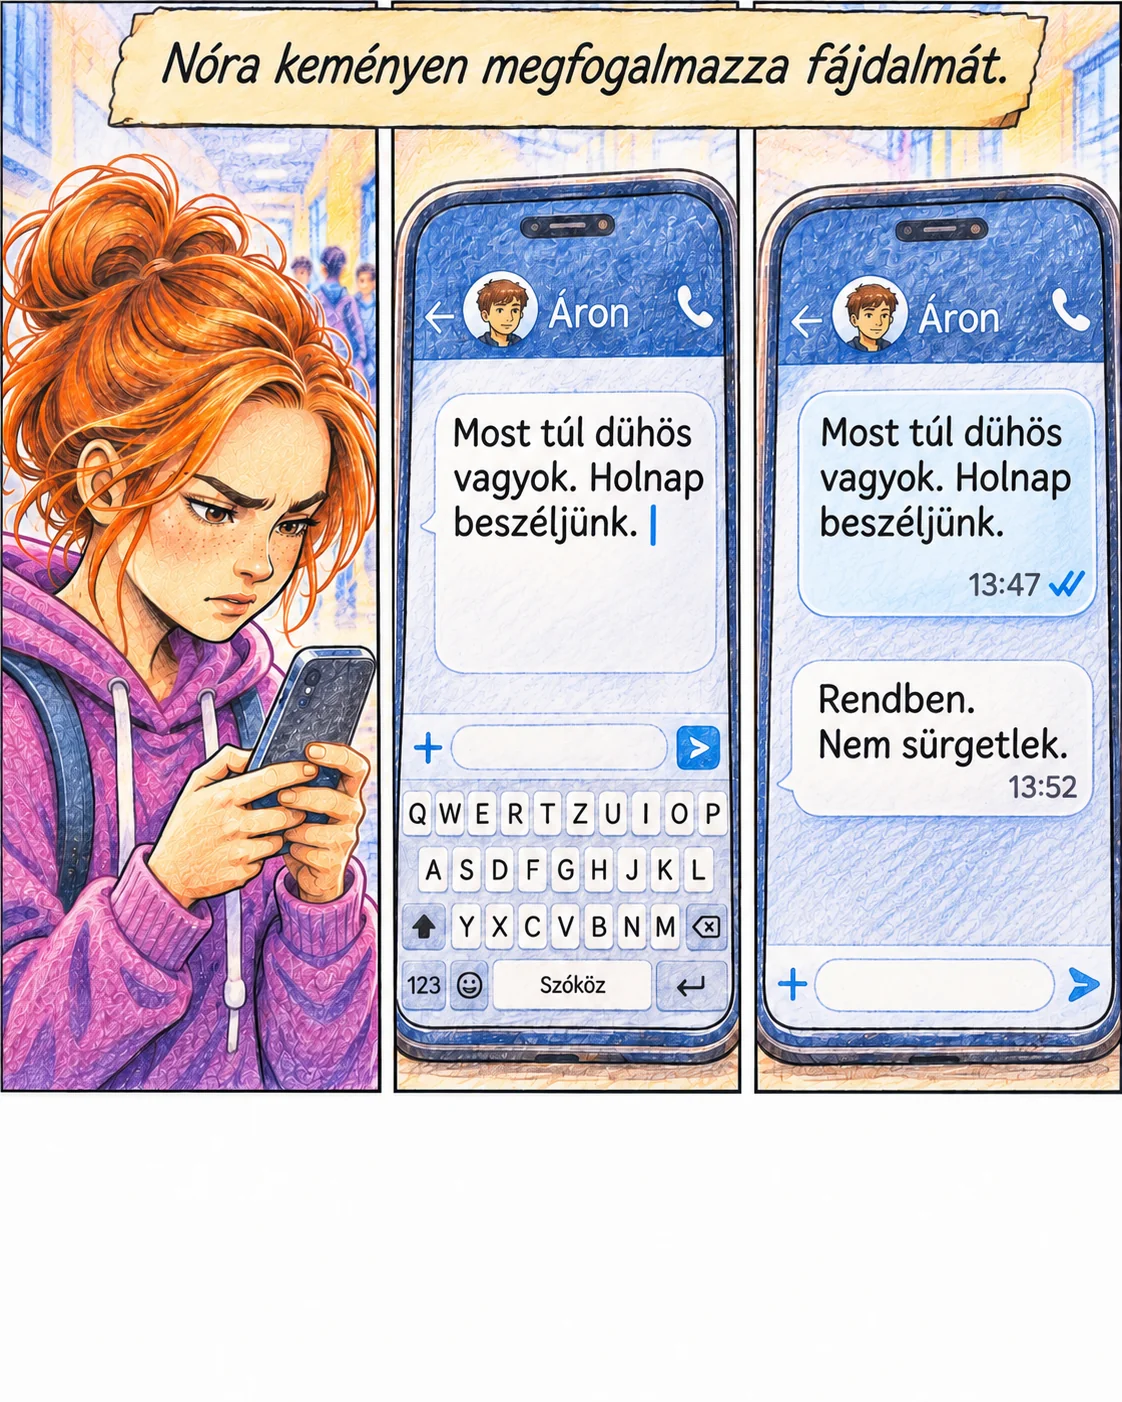 Nóra keményen megfogalmazza fájdalmát.
Áron
Most túl dühös
vagyok. Holnap
beszéljünk.
Q W E R T Z U I O P
A S D F G H J K L
Y X C V B N M
123 Szóköz
Áron
Most túl dühös
vagyok. Holnap
beszéljünk.
13:47
Rendben.
Nem sürgetlek.
13:52